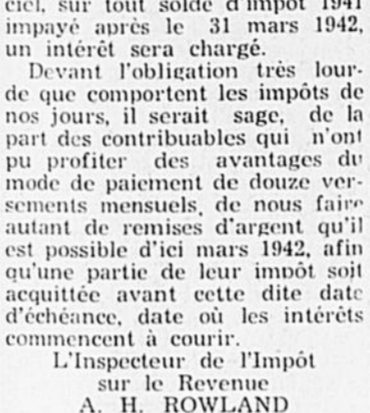 ciel, sur tout solde d'impôt 1941
impayé après le 31 mars 1942,
un intérêt sera chargé.
Devant l'obligation très lour-
de que comportent les impôts de
nos jours, il serait sage, de la
part des contribuables qui n'ont
pu profiter des avantages du
mode de paiement de douze ver-
sements mensuels, de nous faire
autant de remises d'argent qu'il
est possible d'ici mars 1942, afin
qu'une partie de leur impôt soit
acquittée avant cette dite date
d'échéance, date où les intérêts
commencent à courir.
L'Inspecteur de l'Impôt
sur le Revenue
A. H. ROWLAND